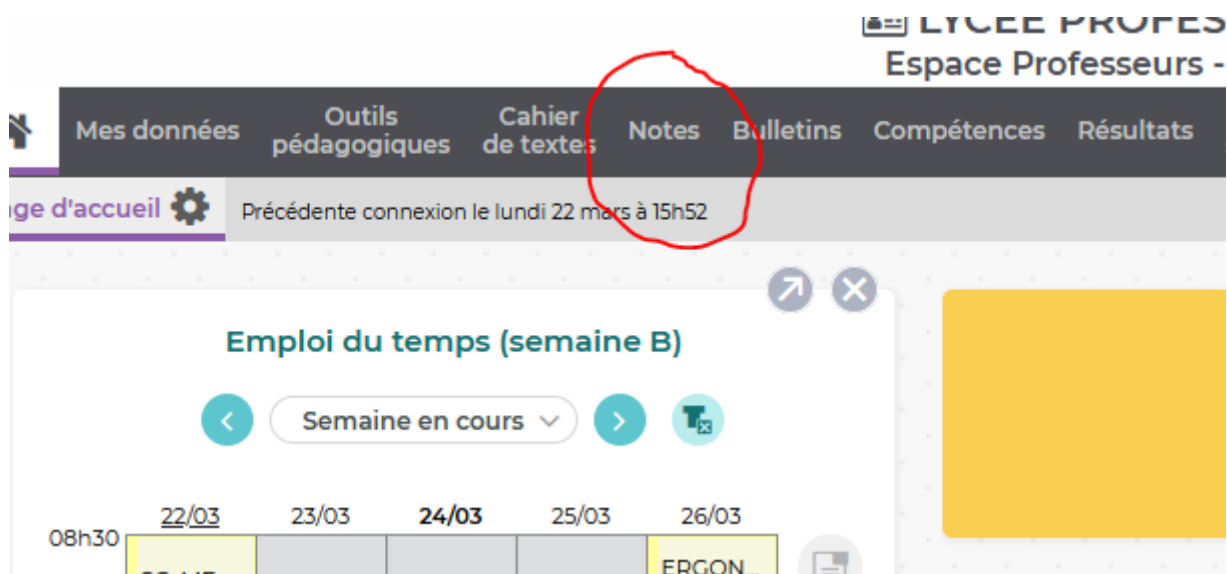 LYCEE PROFES
Espace Professeurs -
Mes données
Outils
pédagogiques
Cahier
de textes
Notes
Bulletins
Compétences
Résultats
ge d'accueil
Précédente connexion le lundi 22 mars à 15h52
Emploi du temps (semaine B)
Semaine en cours
22/03 23/03 24/03 25/03 26/03
08h30
ERGON...